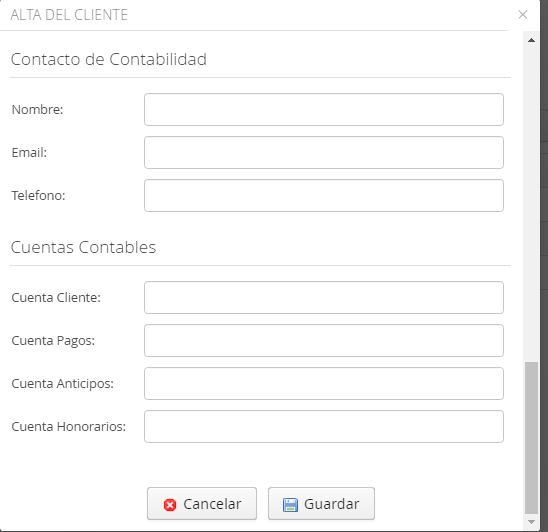 ALTA DEL CLIENTE
Contacto de Contabilidad
Nombre:
Email:
Telefono:
Cuentas Contables
Cuenta Cliente:
Cuenta Pagos:
Cuenta Anticipos:
Cuenta Honorarios:
Cancelar Guardar